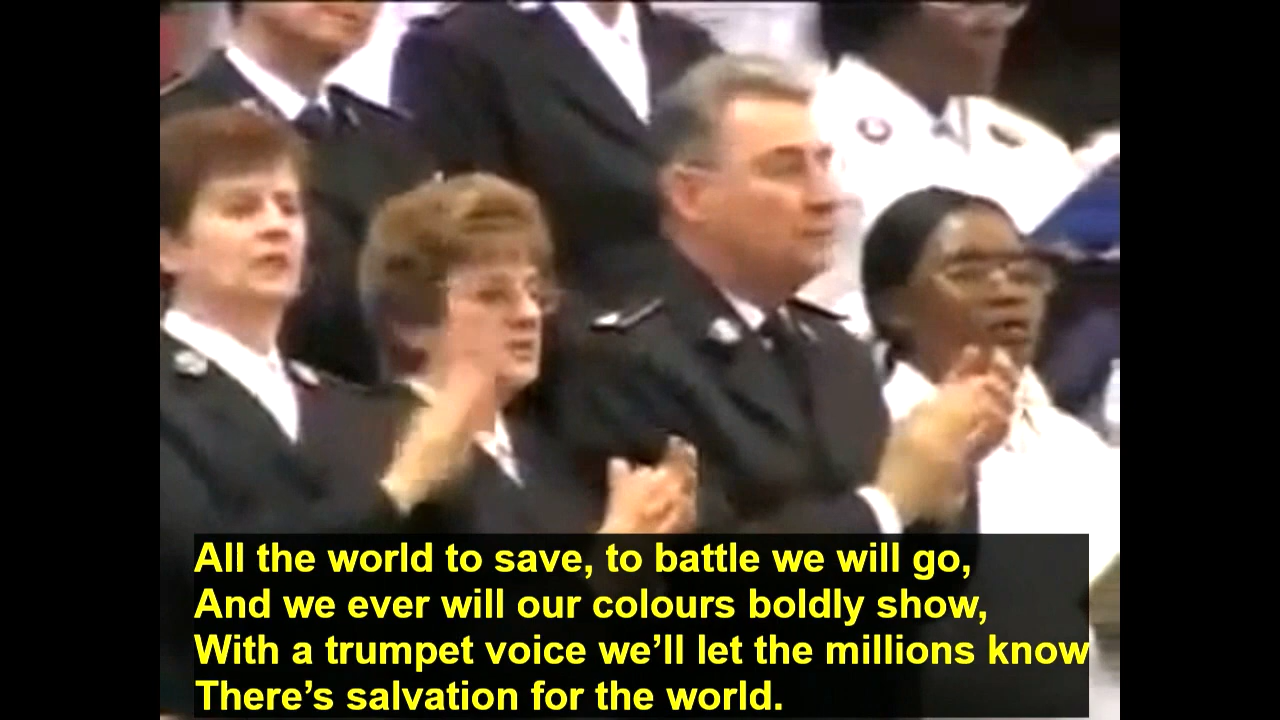 All the world to save, to battle we will go,
And we ever will our colours boldly show,
With a trumpet voice we’ll let the millions know
There’s salvation for the world.